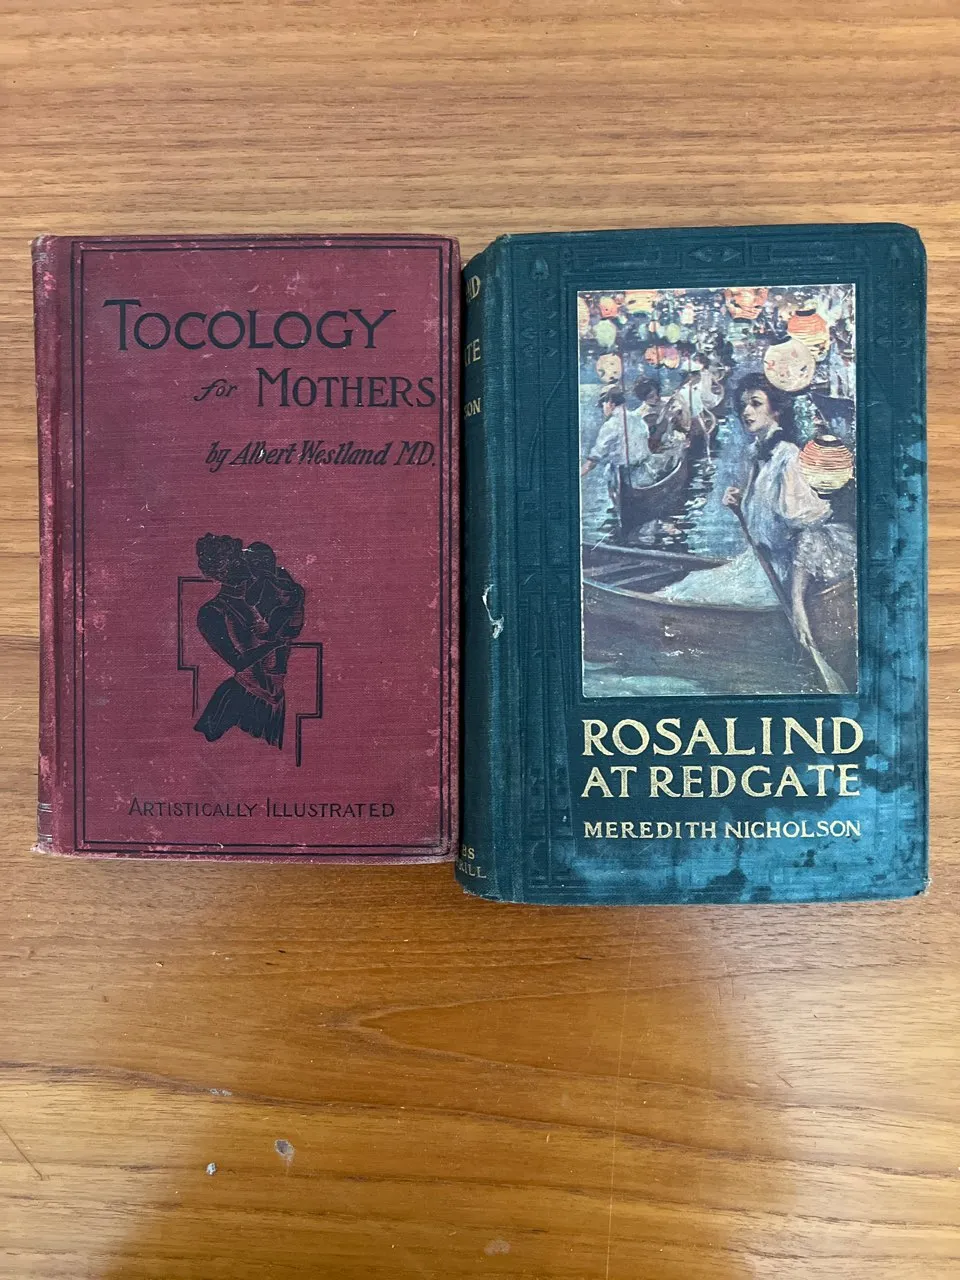 TOCOLOGY
for MOTHERS
by Albert Westland MD.
ARTISTICALLY ILLUSTRATED
ROSALIND
AT REDGATE
MEREDITH NICHOLSON